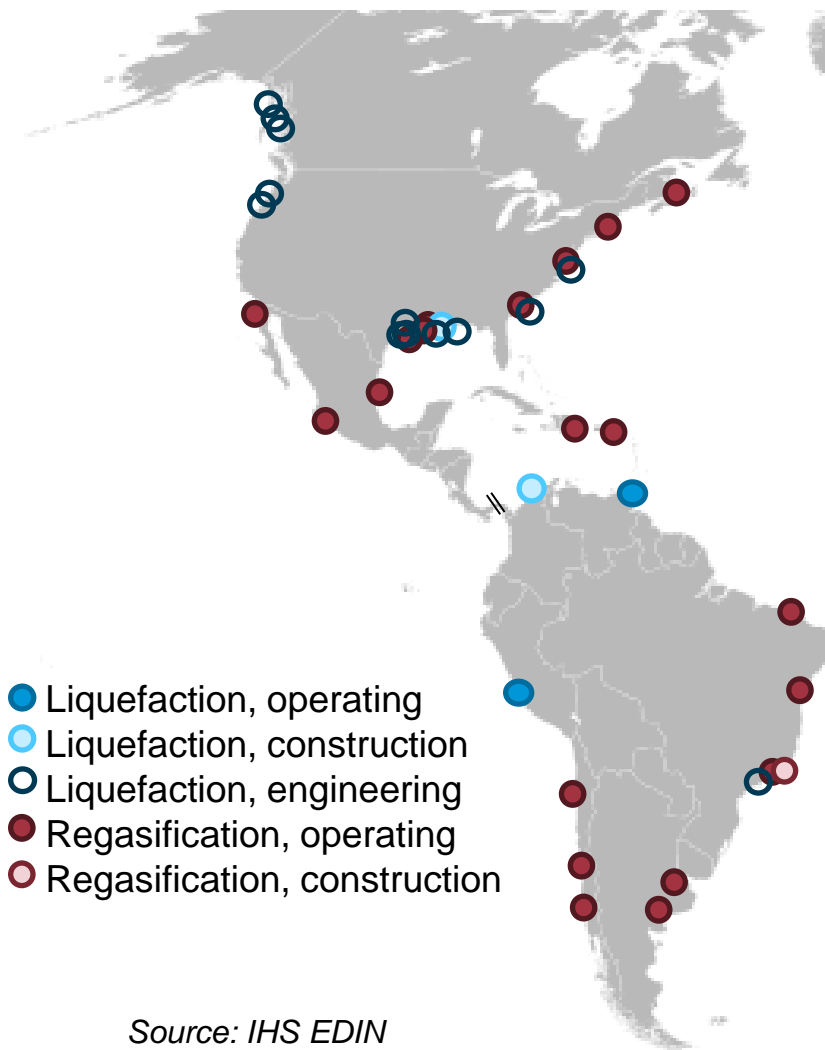 Liquefaction, operating
Liquefaction, construction
Liquefaction, engineering
Regasification, operating
Regasification, construction
Source: IHS EDIN